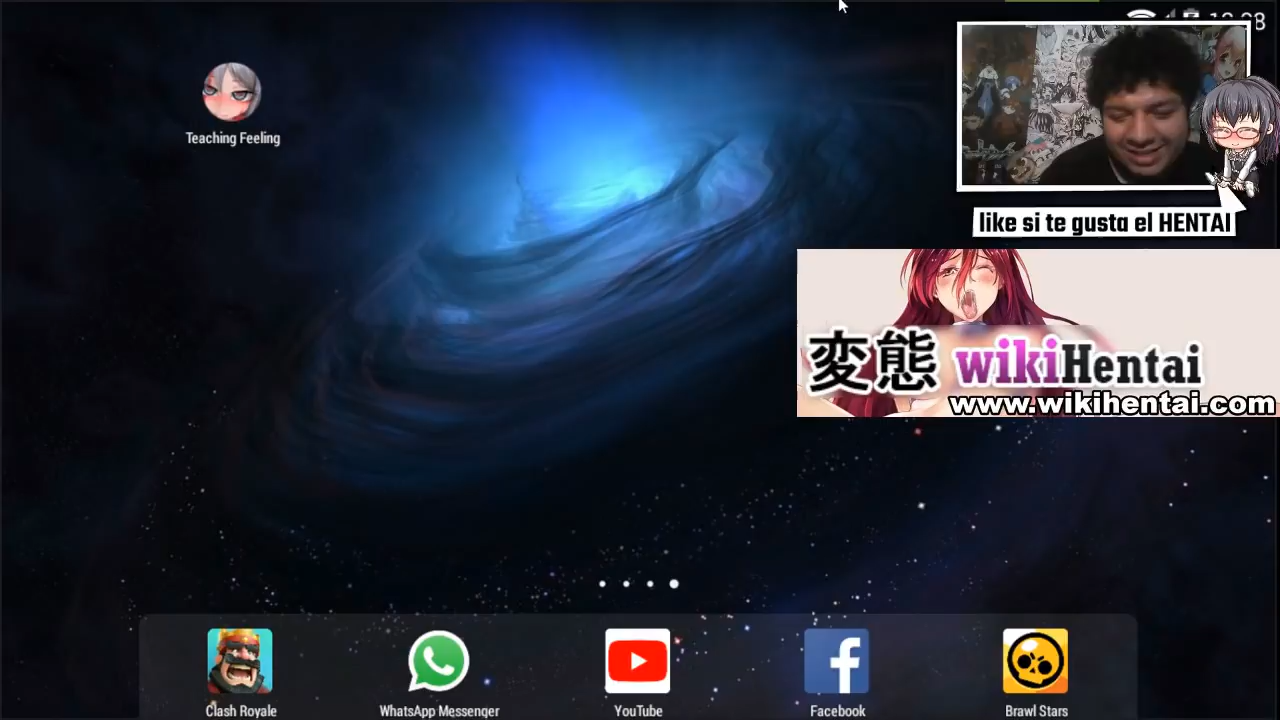 Teaching Feeling
like si te gusta el HENTAI
変態 wikiHentai
www.wikihentai.com
Clash Royale
WhatsApp Messenger
YouTube
Facebook
Brawl Stars